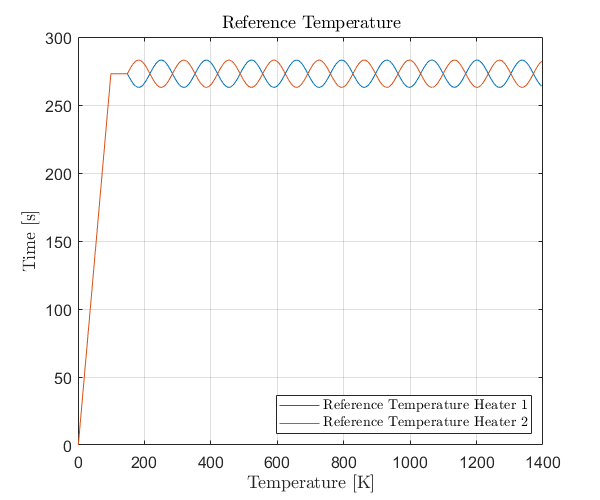 Reference Temperature
300
250
200
150
100
50
0
Time [s]
Reference Temperature Heater 1
Reference Temperature Heater 2
0 200 400 600 800 1000 1200 1400
Temperature [K]